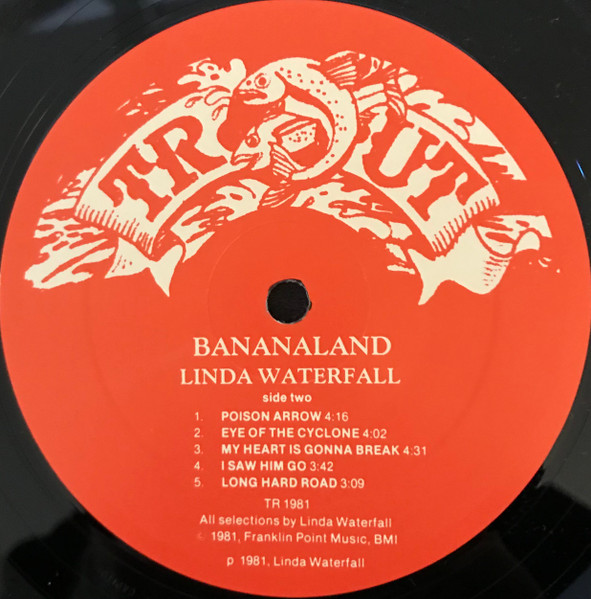 TROUT
BANANALAND
LINDA WATERFALL
side two
1. POISON ARROW 4:16
2. EYE OF THE CYCLONE 4:02
3. MY HEART IS GONNA BREAK 4:31
4. I SAW HIM GO 3:42
5. LONG HARD ROAD 3:09
TR 1981
All selections by Linda Waterfall
© 1981, Franklin Point Music, BMI
p 1981, Linda Waterfall